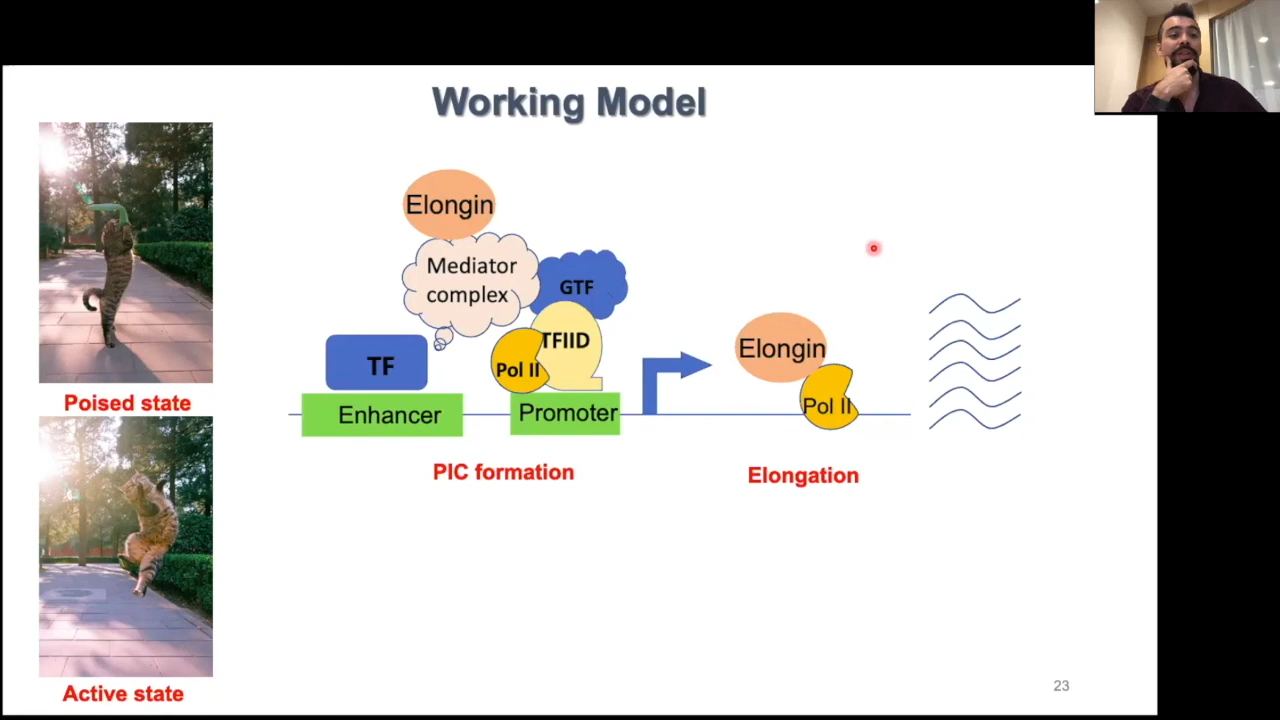 Working Model
Elongin
Mediator
complex
GTF
TFIID
Pol II
TF
Enhancer
Promoter
Elongin
Pol II
PIC formation
Elongation
Poised state
Active state
23